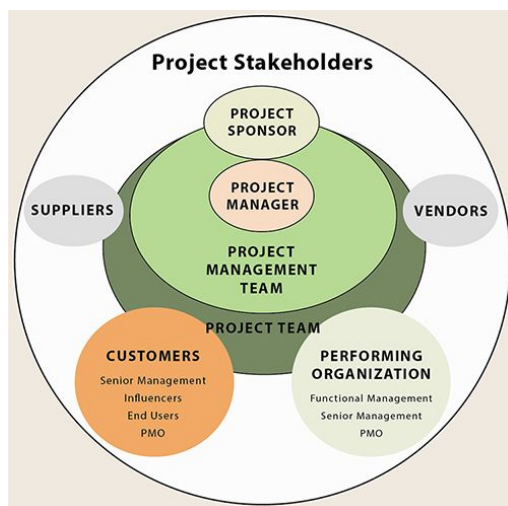 Project Stakeholders
PROJECT
SPONSOR
PROJECT
MANAGER
SUPPLIERS
VENDORS
PROJECT
MANAGEMENT
TEAM
PROJECT TEAM
CUSTOMERS
Senior Management
Influencers
End Users
PMO
PERFORMING
ORGANIZATION
Functional Management
Senior Management
PMO